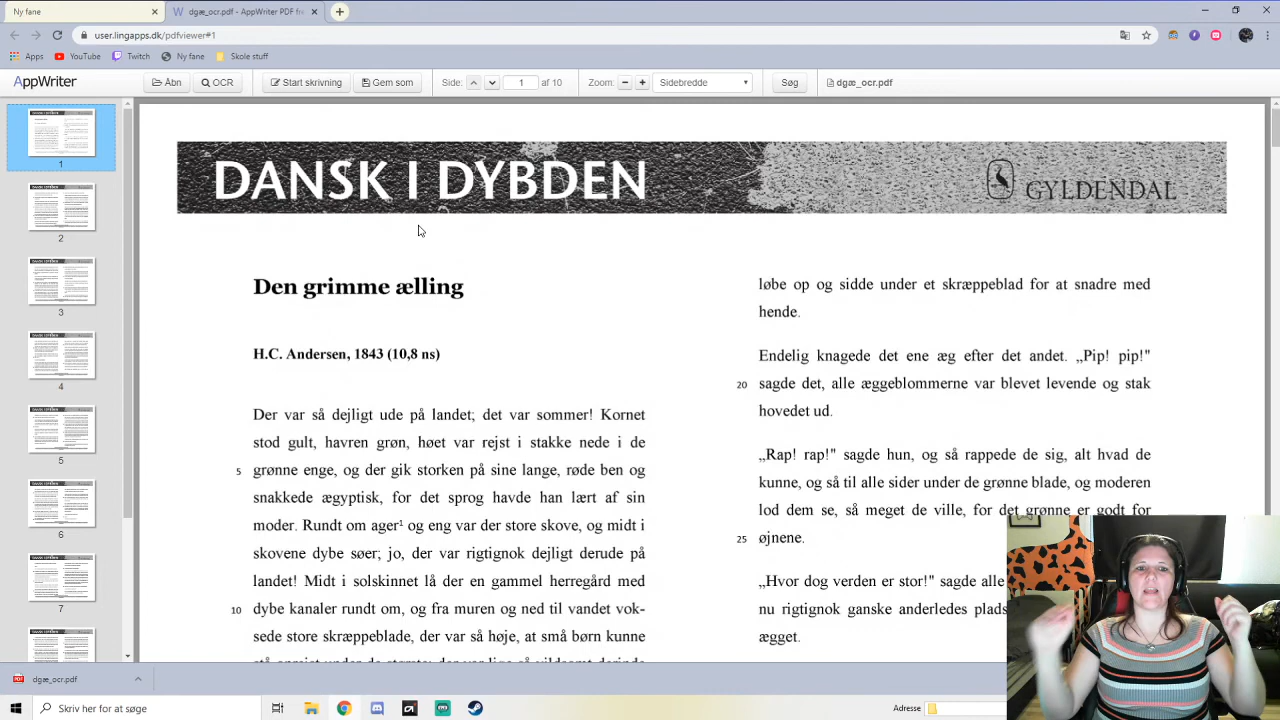 Ny fane
dgæ_ocr.pdf - AppWriter PDF fre
user.lingapps.dk/pdfviewer#1
Apps
YouTube
Twitch
Ny fane
Skole stuff
AppWriter
Åbn
OCR
Start skrivning
Gem som
Side:
1
af 10
Zoom:
Sidebredde
Søg
dgæ_ocr.pdf
1
2
3
4
5
6
7
DANSK I DYBDEN
GYLDENDAL
Den grimme ælling
H.C. Andersen, 1843 (10,8 ns)
Der var så dejligt ude på landet, det var sommer! Kornet
stod gult, havren grøn, høet var rejst i stakke nede i de
5 grønne enge, og der gik storken på sine lange, røde ben og
snakkede ægyptisk, for det sprog havde han lært af sin
moder. Rundt om ager¹ og eng var der store skove, og midt i
skovene dybe søer; jo, der var rigtignok dejligt derude på
landet! Midt i solskinnet lå der en gammel herregård med
10 dybe kanaler rundt om, og fra muren og ned til vandet vok-
sede store skræppeblade, der var så høje, at små børn kunne
løbe op og sidde under et skræppeblad for at snadre med
hende.
Endelig knagede det ene æg efter det andet. „Pip! pip!"
20 sagde det, alle æggeblommerne var blevet levende og stak
hovedet ud.
„Rap! rap!" sagde hun, og så rappede de sig, alt hvad de
kunne, og så til alle sider under de grønne blade, og moderen
lod dem se, så meget de ville, for det grønne er godt for
25 øjnene.
„Hvor dog verden er stor!" sagde alle
nu rigtignok ganske anderledes plads
ægget.
dgæ_ocr.pdf
Skriv her for at søge
Adresse